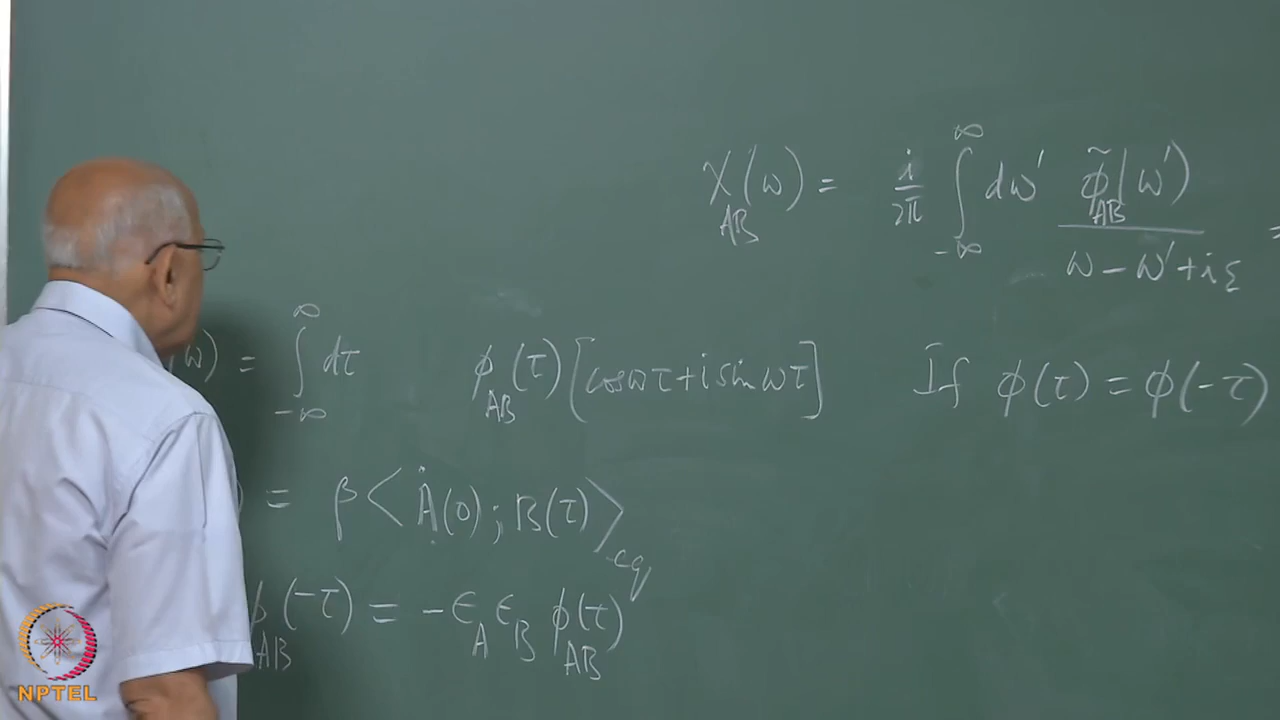 χ_AB(ω) = i/2π ∫_{-∞}^{∞} dω' φ̃_AB(ω') / (ω - ω' + iε) =
(ω) = ∫_{-∞}^{∞} dτ φ_AB(τ) [cos ωτ + i sin ωτ] If φ(τ) = φ(-τ)
) = β < Ȧ(0) ; B(τ) >_eq
φ_AB(-τ) = - ϵ_A ϵ_B φ_AB(τ)
NPTEL